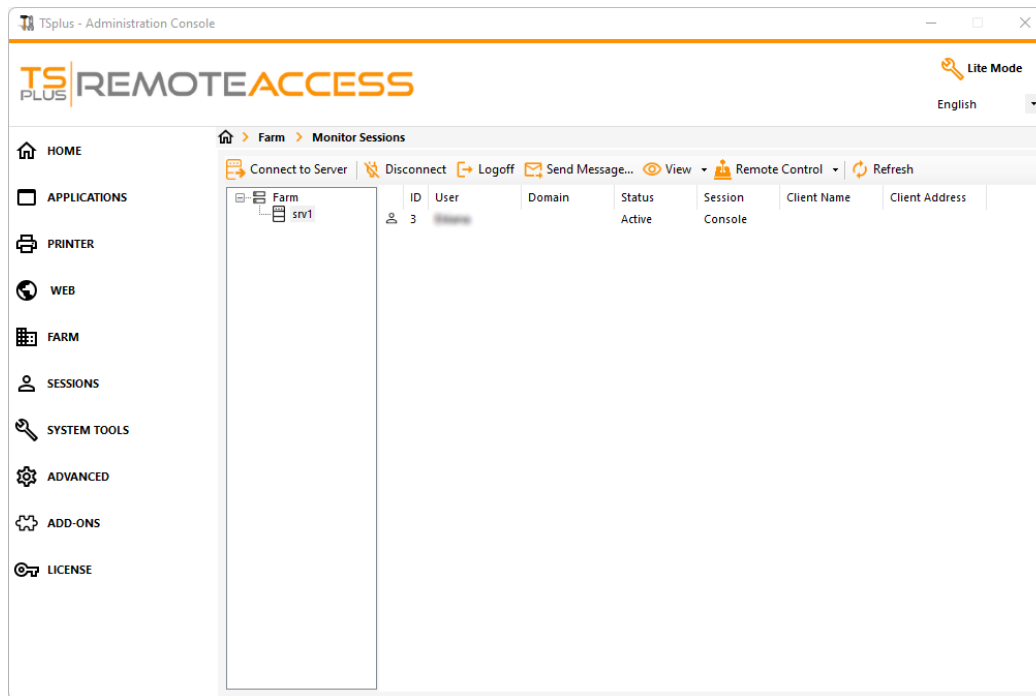 TSplus - Administration Console
TS PLUS REMOTEACCESS
Lite Mode
English
HOME
APPLICATIONS
PRINTER
WEB
FARM
SESSIONS
SYSTEM TOOLS
ADVANCED
ADD-ONS
LICENSE
Farm > Monitor Sessions
Connect to Server Disconnect Logoff Send Message... View Remote Control Refresh
Farm
srv1
ID User Domain Status Session Client Name Client Address
3 Active Console